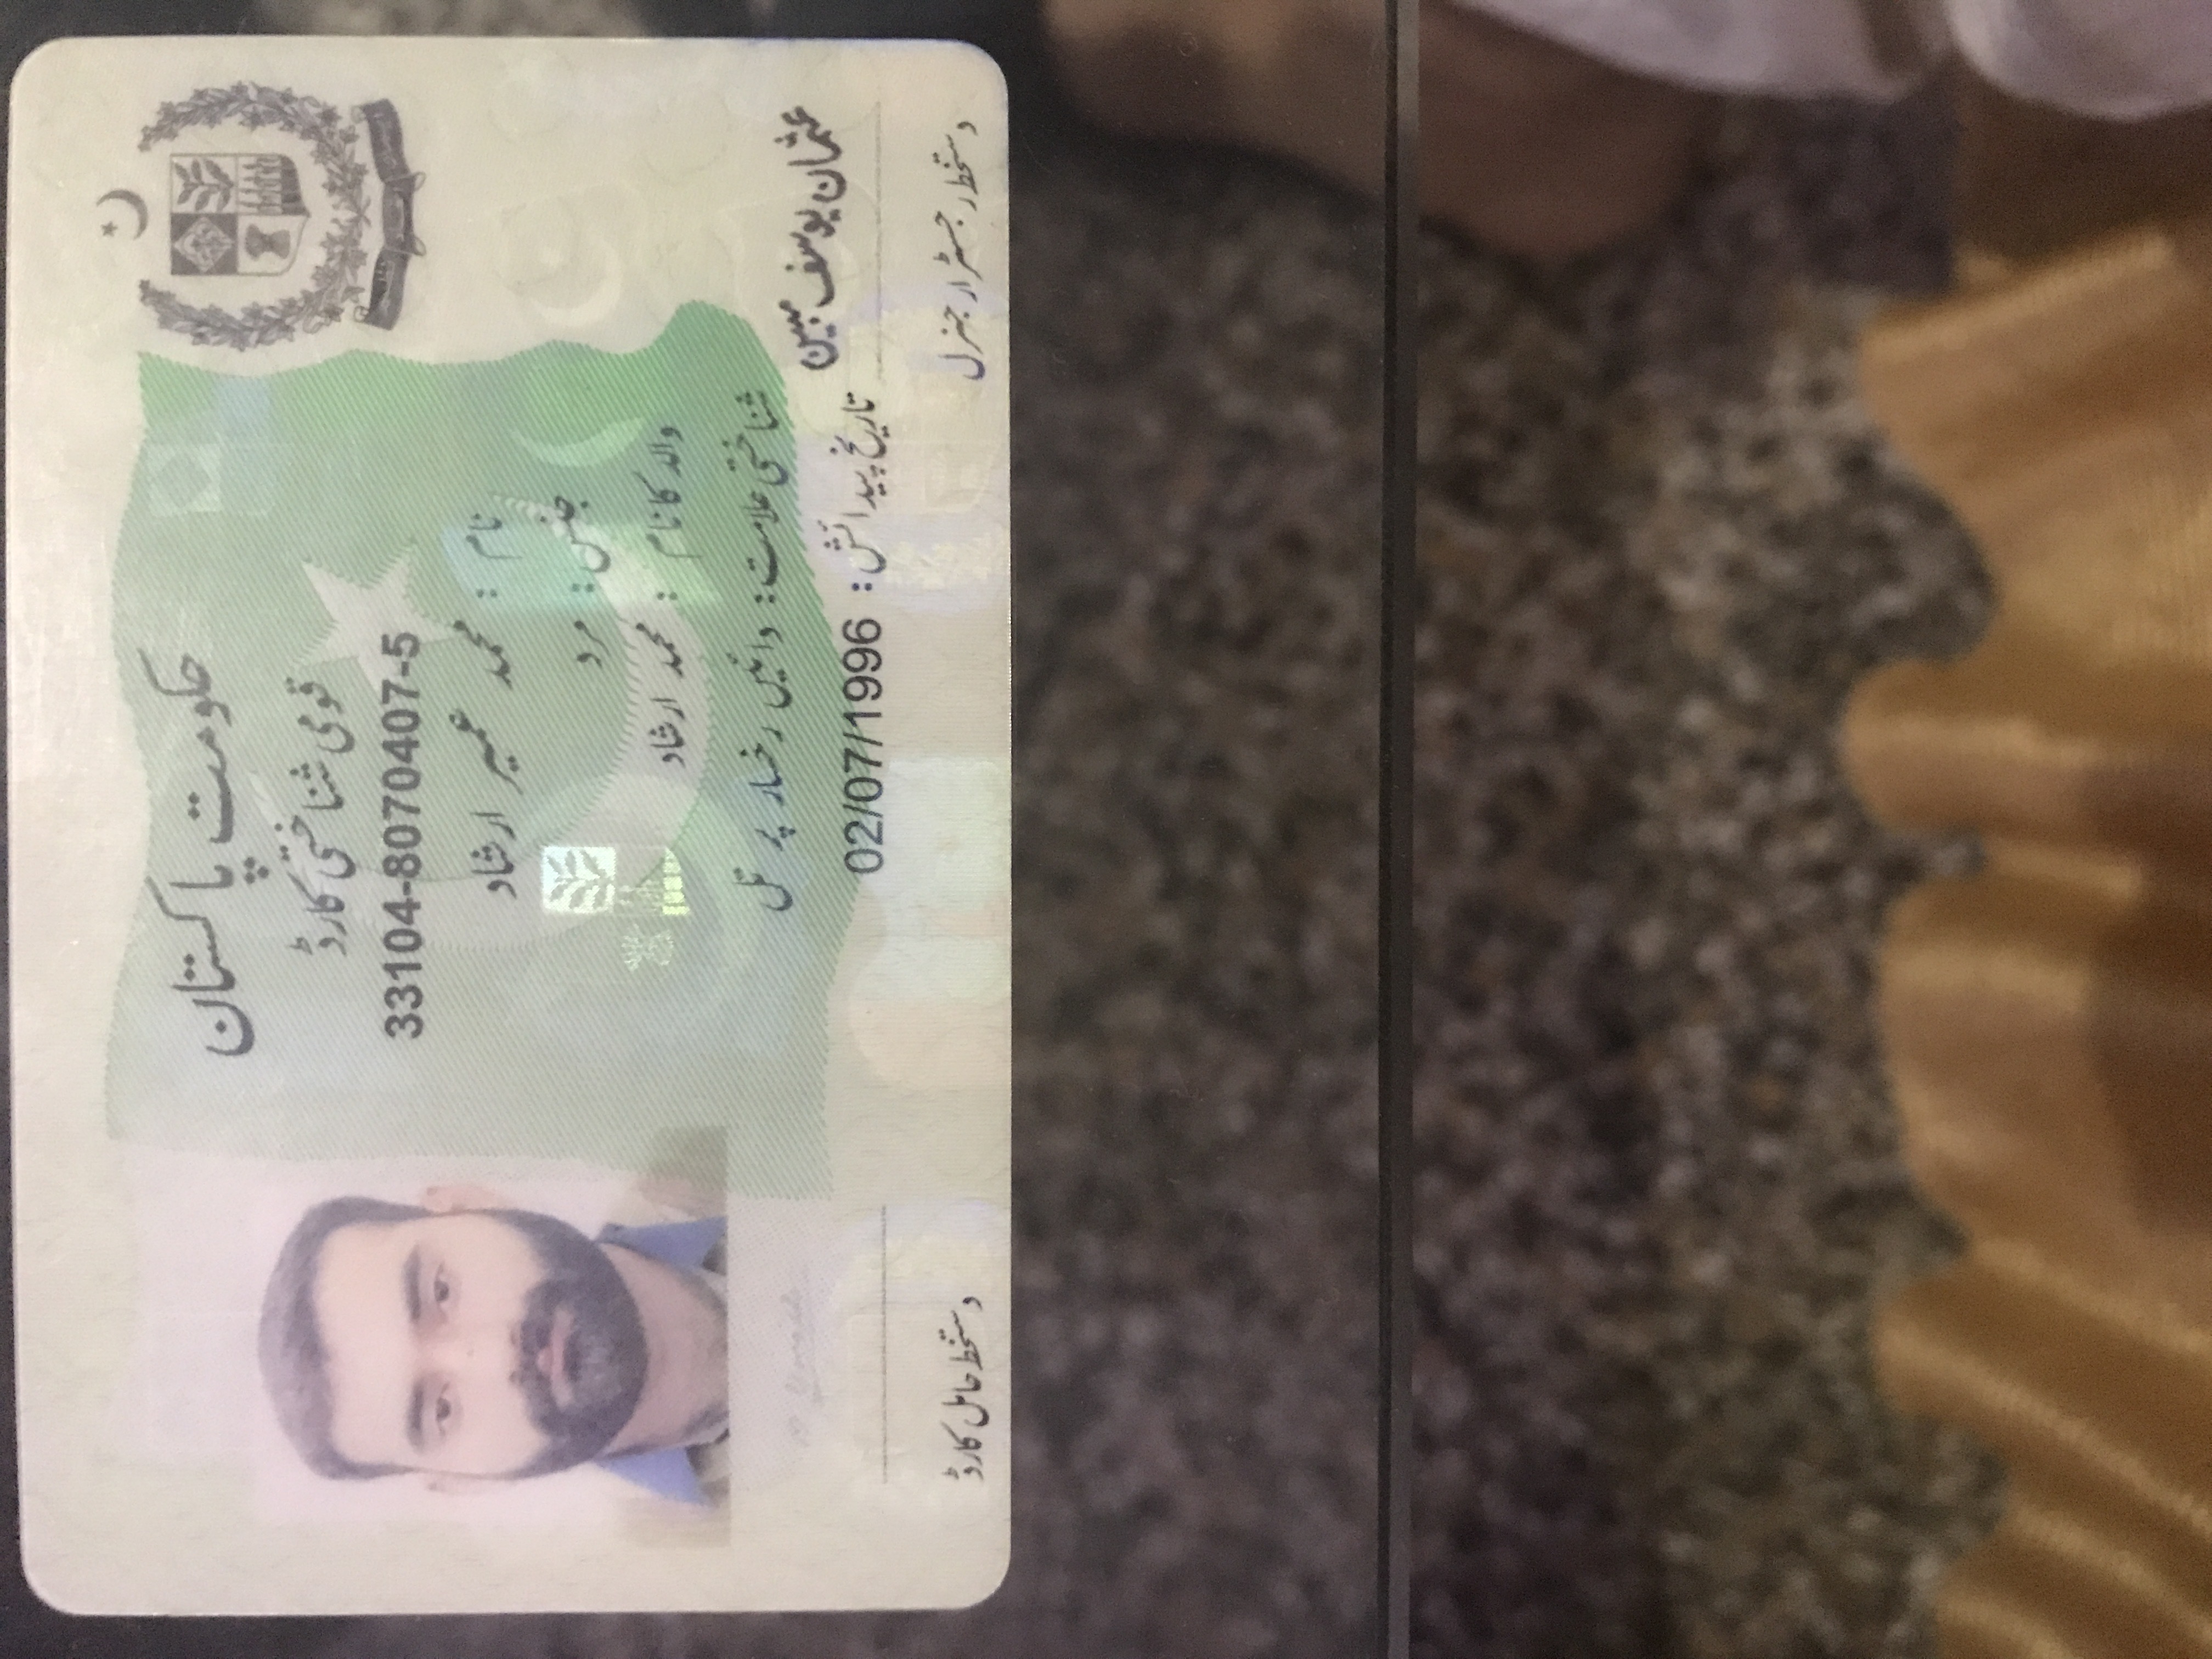 حکومت پاکستان
قومی شناختی کارڈ
33104-8070407-5
نام : محمد عمیر ارشاد
جنس: مرد
والد کا نام : محمد ارشاد
شناختی علامت: دائیں رخسار پر تل
تاریخ پیدائش: 02/07/1996
عثمان یوسف مبین
دستخط رجسٹرار جنرل
دستخط حامل کارڈ